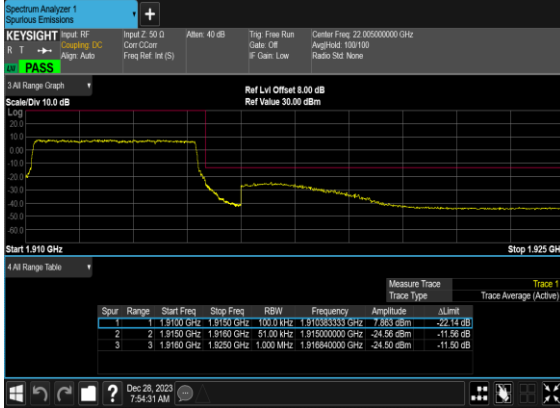 Spectrum Analyzer 1
Spurious Emissions
+
KEYSIGHT Input: RF Input Z: 50 Ω Atten: 40 dB Trig: Free Run Center Freq: 22.005000000 GHz
R T Coupling: DC Corr CCorr Gate: Off Avg|Hold: 100/100
Align: Auto Freq Ref: Int (S) IF Gain: Low Radio Std: None
LXI PASS
3 All Range Graph
Ref Lvl Offset 8.00 dB
Scale/Div 10.0 dB Ref Value 30.00 dBm
Log
20.0
10.0
0.00
-10.0
-20.0
-30.0
-40.0
-50.0
-60.0
Start 1.910 GHz Stop 1.925 GH
4 All Range Table
Measure Trace Trace 1
Trace Type Trace Average (Active)
Spur Range Start Freq Stop Freq RBW Frequency Amplitude ΔLimit
1 1 1.9100 GHz 1.9150 GHz 100.0 kHz 1.910383333 GHz 7.863 dBm -22.14 dB
2 2 1.9150 GHz 1.9160 GHz 51.00 kHz 1.915000000 GHz -24.56 dBm -11.56 dB
3 3 1.9160 GHz 1.9250 GHz 1.000 MHz 1.916840000 GHz -24.50 dBm -11.50 dB
? Dec 28, 2023
7:54:31 AM